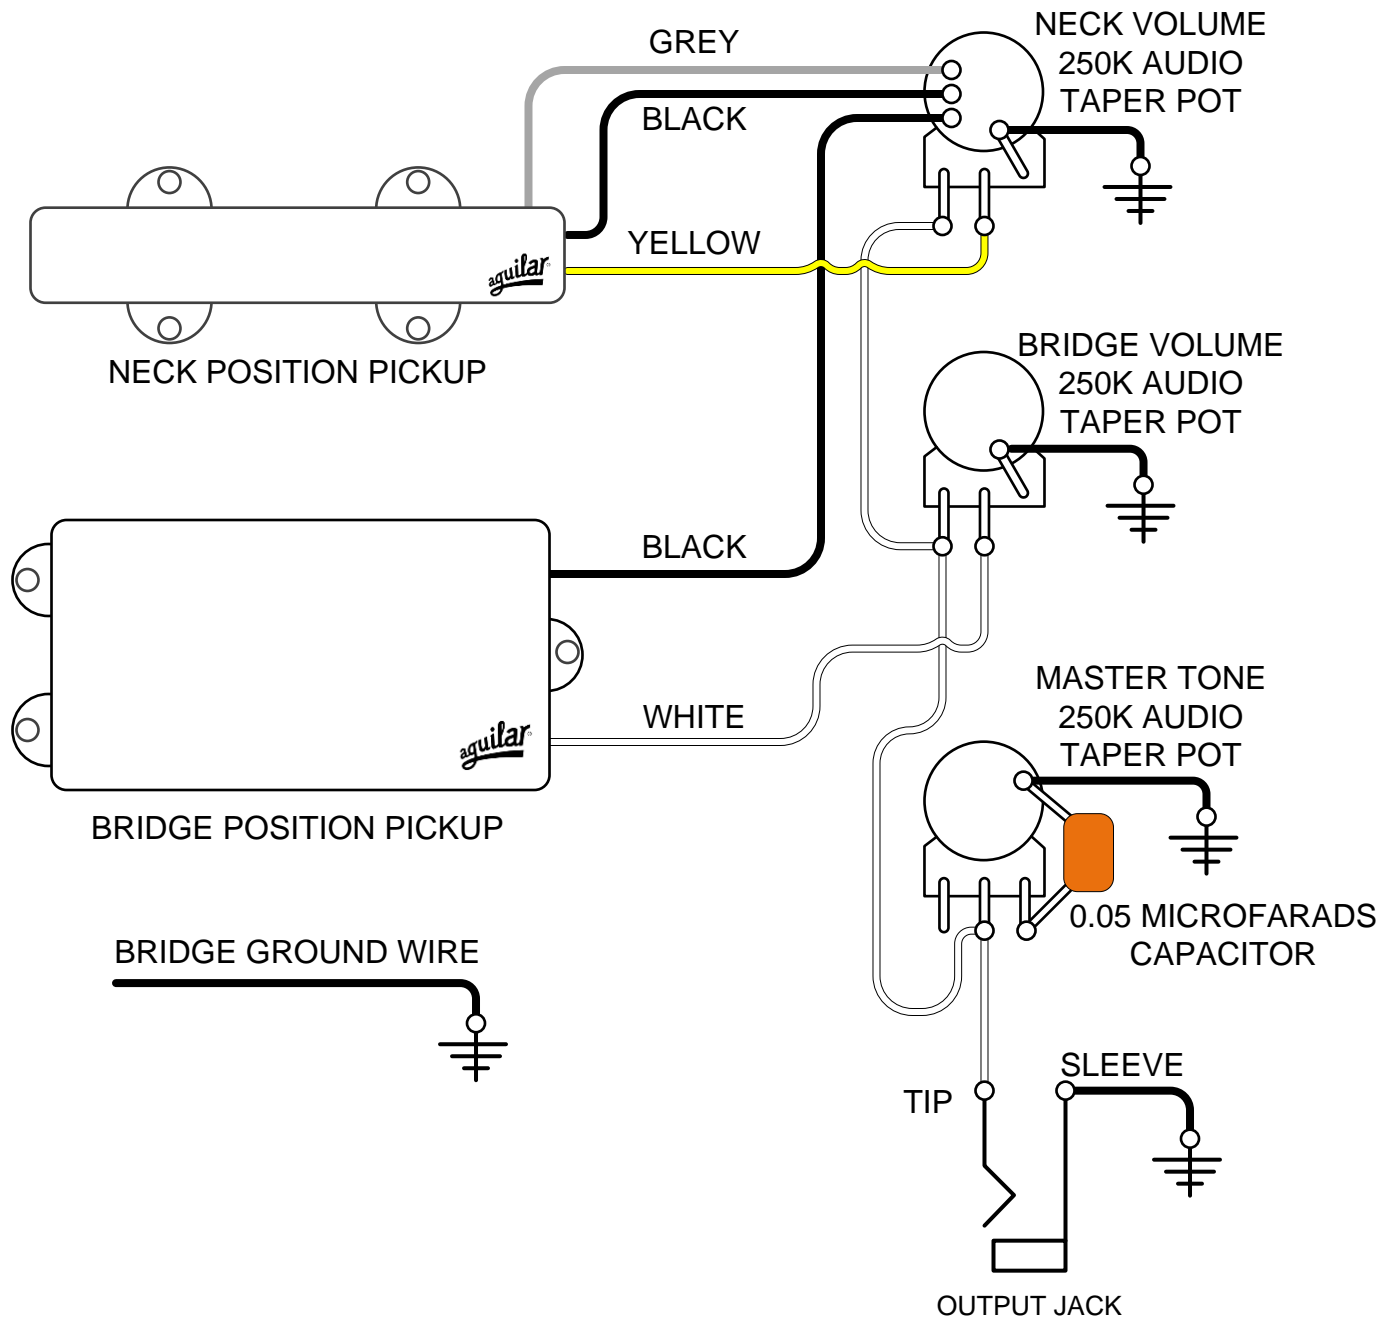 GREY
NECK VOLUME
250K AUDIO
TAPER POT
BLACK
YELLOW
aguilar
NECK POSITION PICKUP
BRIDGE VOLUME
250K AUDIO
TAPER POT
BLACK
WHITE
aguilar
BRIDGE POSITION PICKUP
MASTER TONE
250K AUDIO
TAPER POT
0.05 MICROFARADS
CAPACITOR
BRIDGE GROUND WIRE
SLEEVE
TIP
OUTPUT JACK